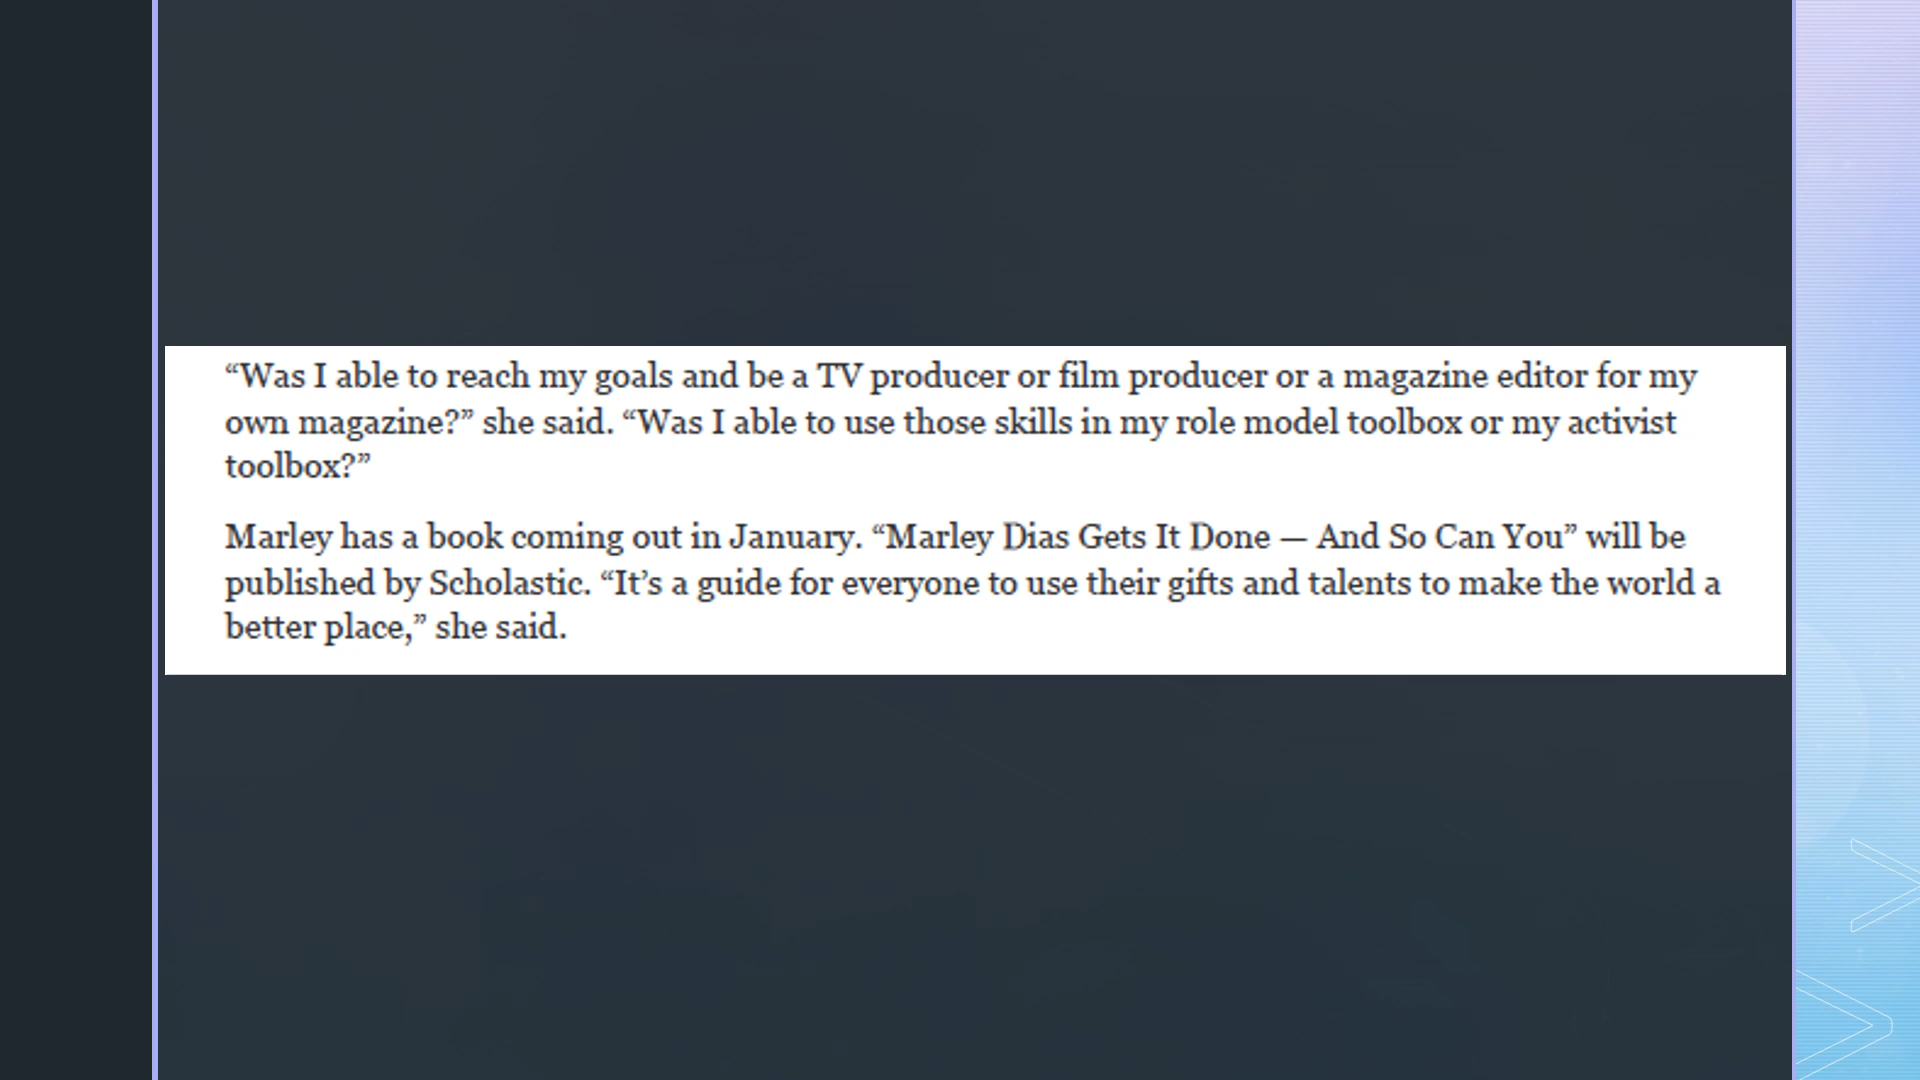 “Was I able to reach my goals and be a TV producer or film producer or a magazine editor for my
own magazine?” she said. “Was I able to use those skills in my role model toolbox or my activist
toolbox?”
Marley has a book coming out in January. “Marley Dias Gets It Done — And So Can You” will be
published by Scholastic. “It’s a guide for everyone to use their gifts and talents to make the world a
better place,” she said.